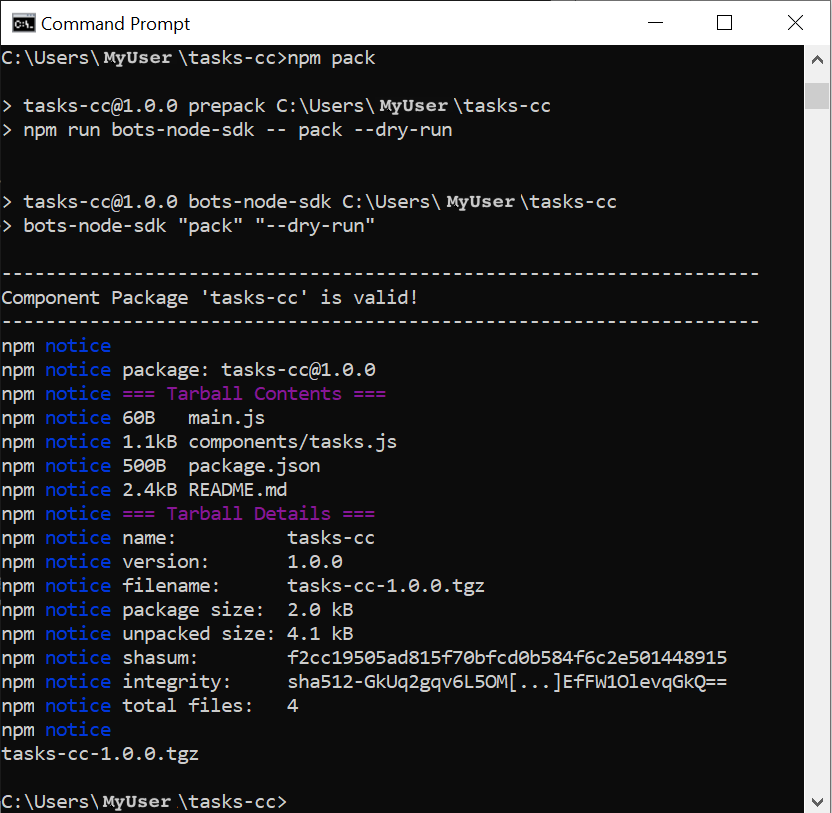 Command Prompt
C:\Users\MyUser\tasks-cc>npm pack
> tasks-cc@1.0.0 prepack C:\Users\MyUser\tasks-cc
> npm run bots-node-sdk -- pack --dry-run
> tasks-cc@1.0.0 bots-node-sdk C:\Users\MyUser\tasks-cc
> bots-node-sdk "pack" "--dry-run"
---------------------------------------------------------------------
Component Package 'tasks-cc' is valid!
---------------------------------------------------------------------
npm notice
npm notice package: tasks-cc@1.0.0
npm notice === Tarball Contents ===
npm notice 60B   main.js
npm notice 1.1kB components/tasks.js
npm notice 500B  package.json
npm notice 2.4kB README.md
npm notice === Tarball Details ===
npm notice name:          tasks-cc
npm notice version:       1.0.0
npm notice filename:      tasks-cc-1.0.0.tgz
npm notice package size:  2.0 kB
npm notice unpacked size: 4.1 kB
npm notice shasum:        f2cc19505ad815f70bfcd0b584f6c2e501448915
npm notice integrity:     sha512-GkUq2gqv6L5OM[...]EfFW1OlevqGkQ==
npm notice total files:   4
npm notice
tasks-cc-1.0.0.tgz
C:\Users\MyUser\tasks-cc>